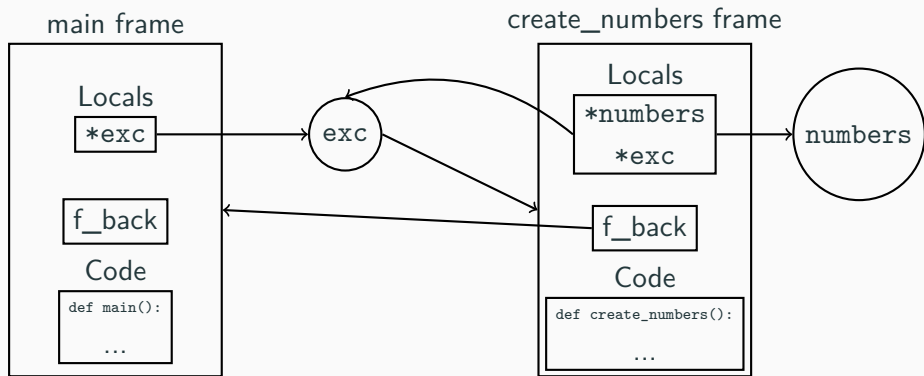 main frame
Locals
*exc
f_back
Code
def main():
...
exc
create_numbers frame
Locals
*numbers
*exc
f_back
Code
def create_numbers():
...
numbers